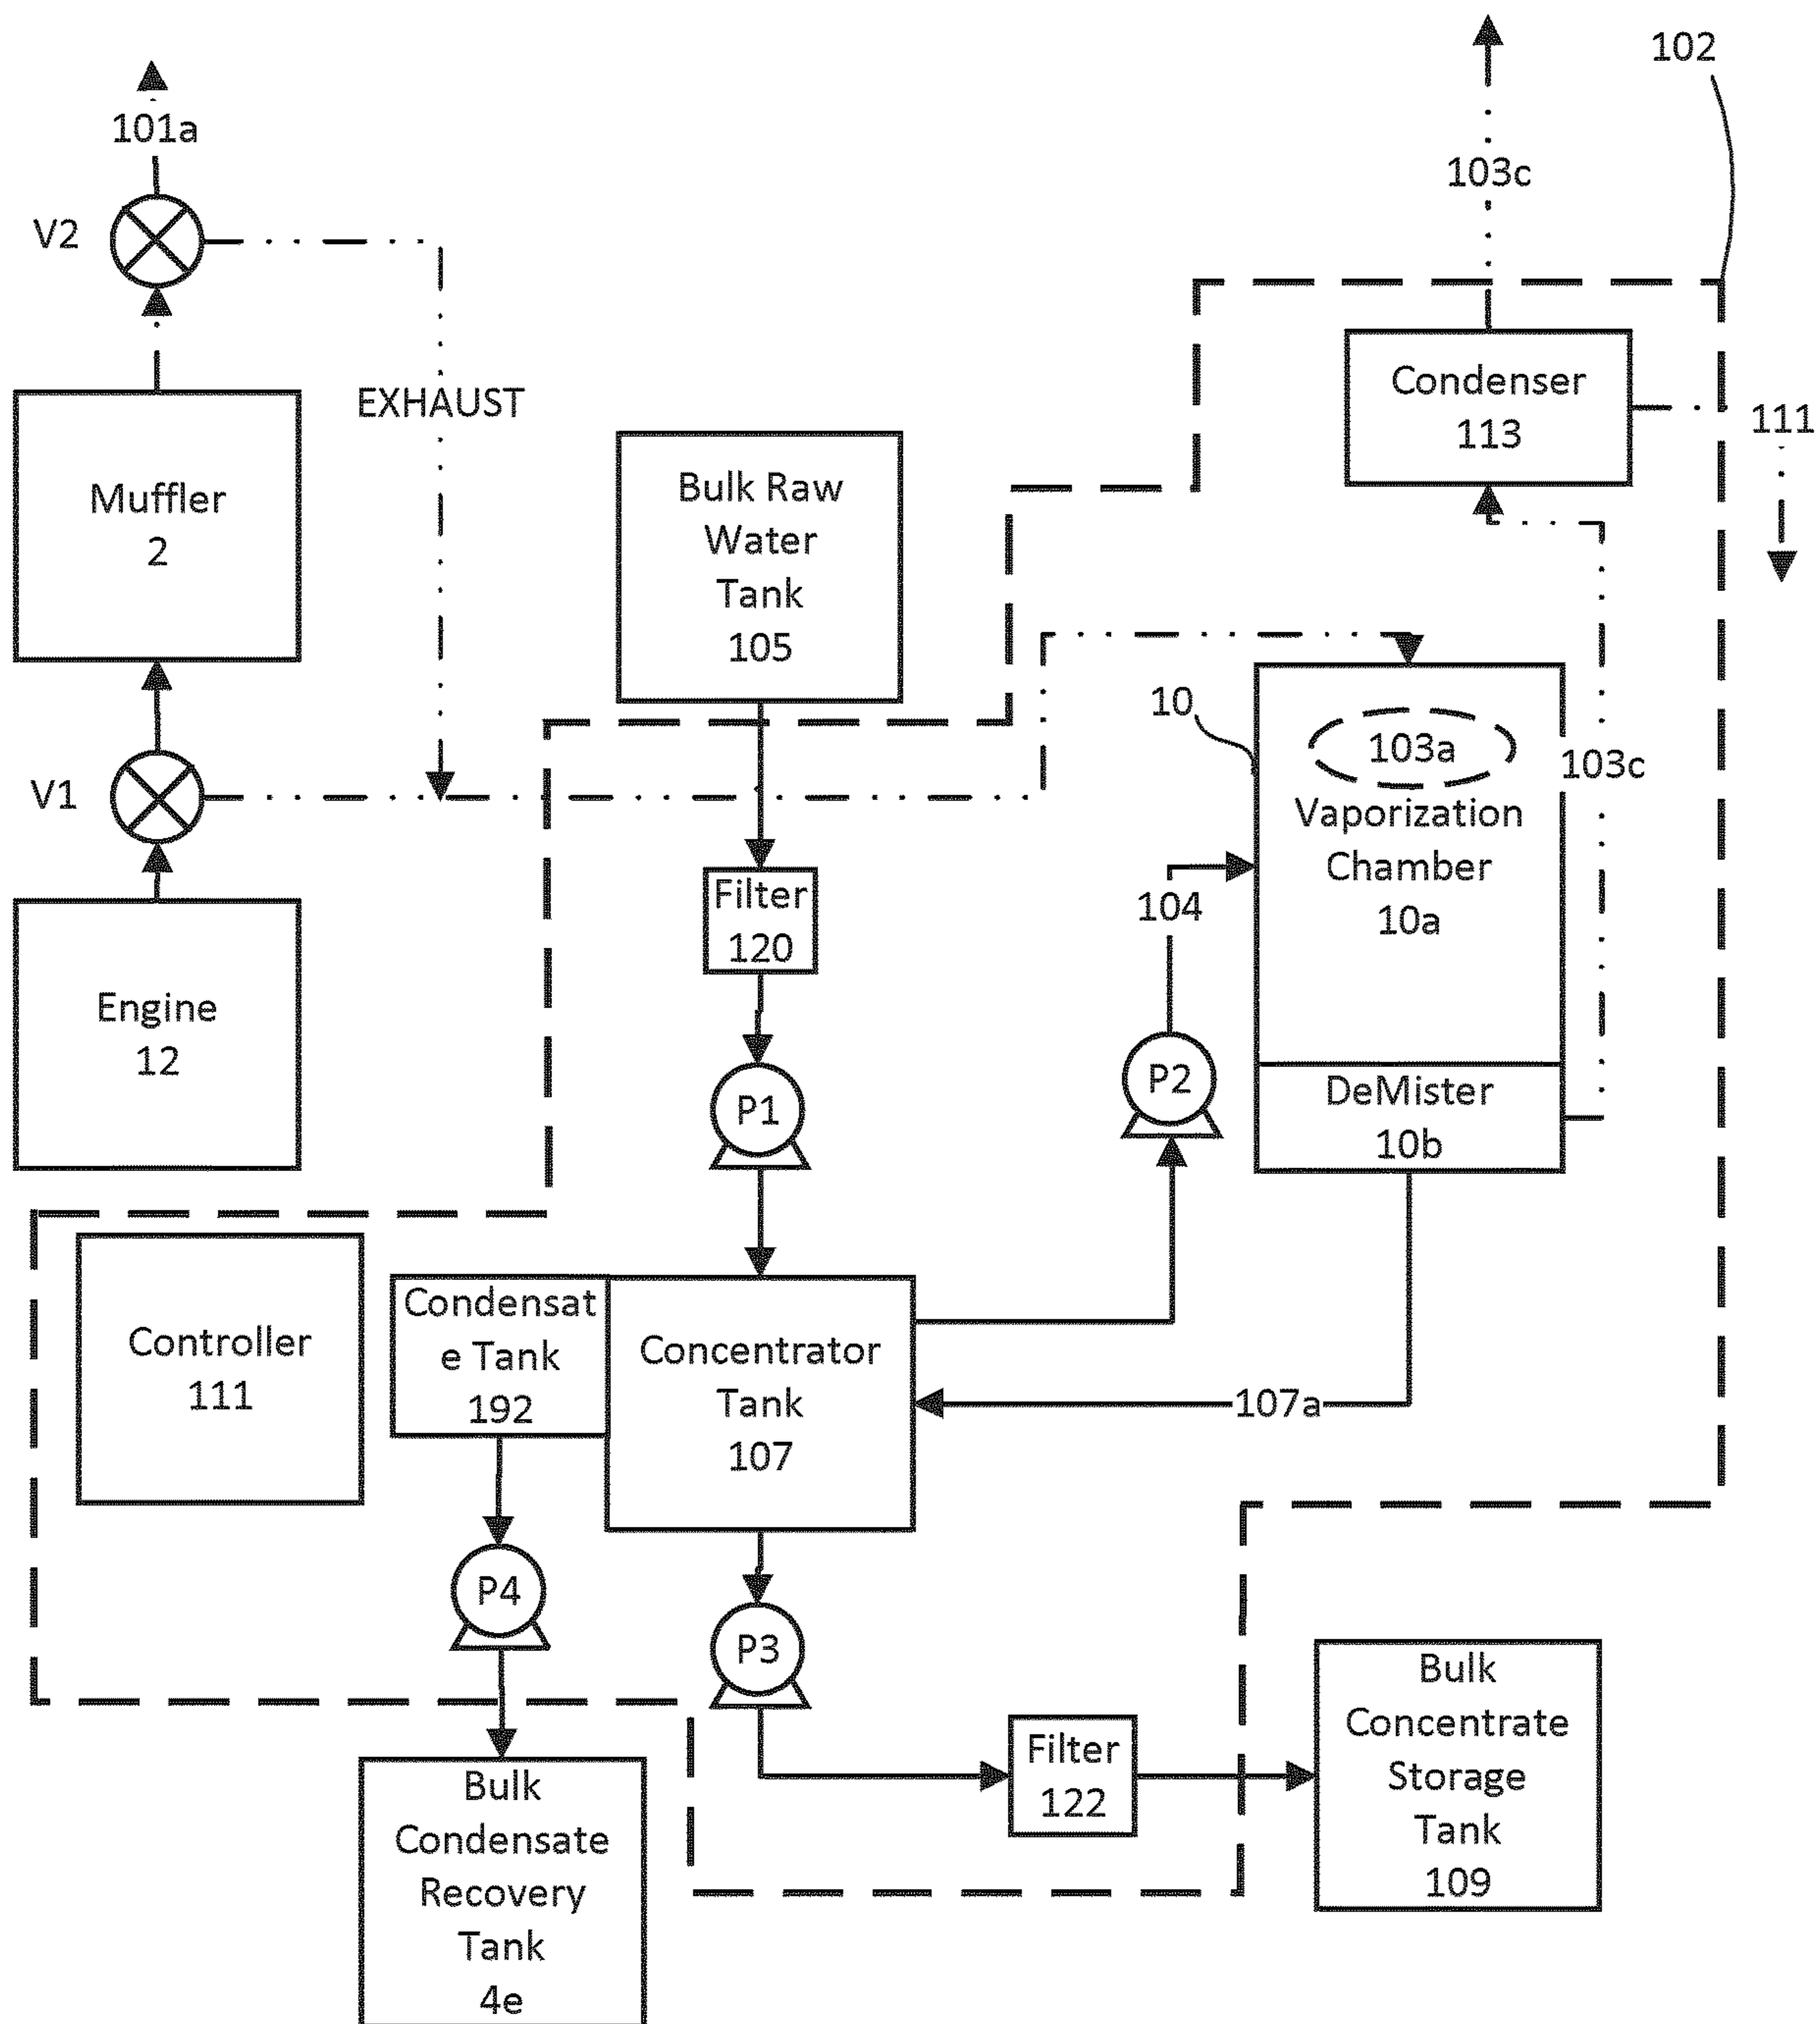 102
101a
103c
V2
Condenser
113
111
EXHAUST
Muffler
2
Bulk Raw
Water
Tank
105
10
103a
103c
V1
Vaporization
Chamber
10a
104
Filter
120
Engine
12
P1
P2
DeMister
10b
Controller
111
Condensat
e Tank
192
Concentrator
Tank
107
107a
P4
P3
Filter
122
Bulk
Concentrate
Storage
Tank
109
Bulk
Condensate
Recovery
Tank
4e